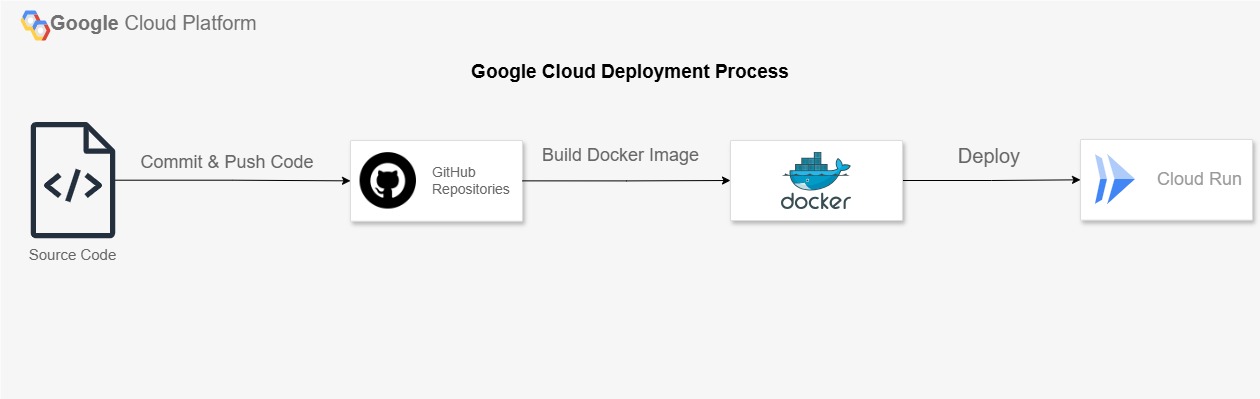 Google Cloud Platform
Google Cloud Deployment Process
</>
Source Code
Commit & Push Code
GitHub
Repositories
Build Docker Image
docker
Deploy
Cloud Run